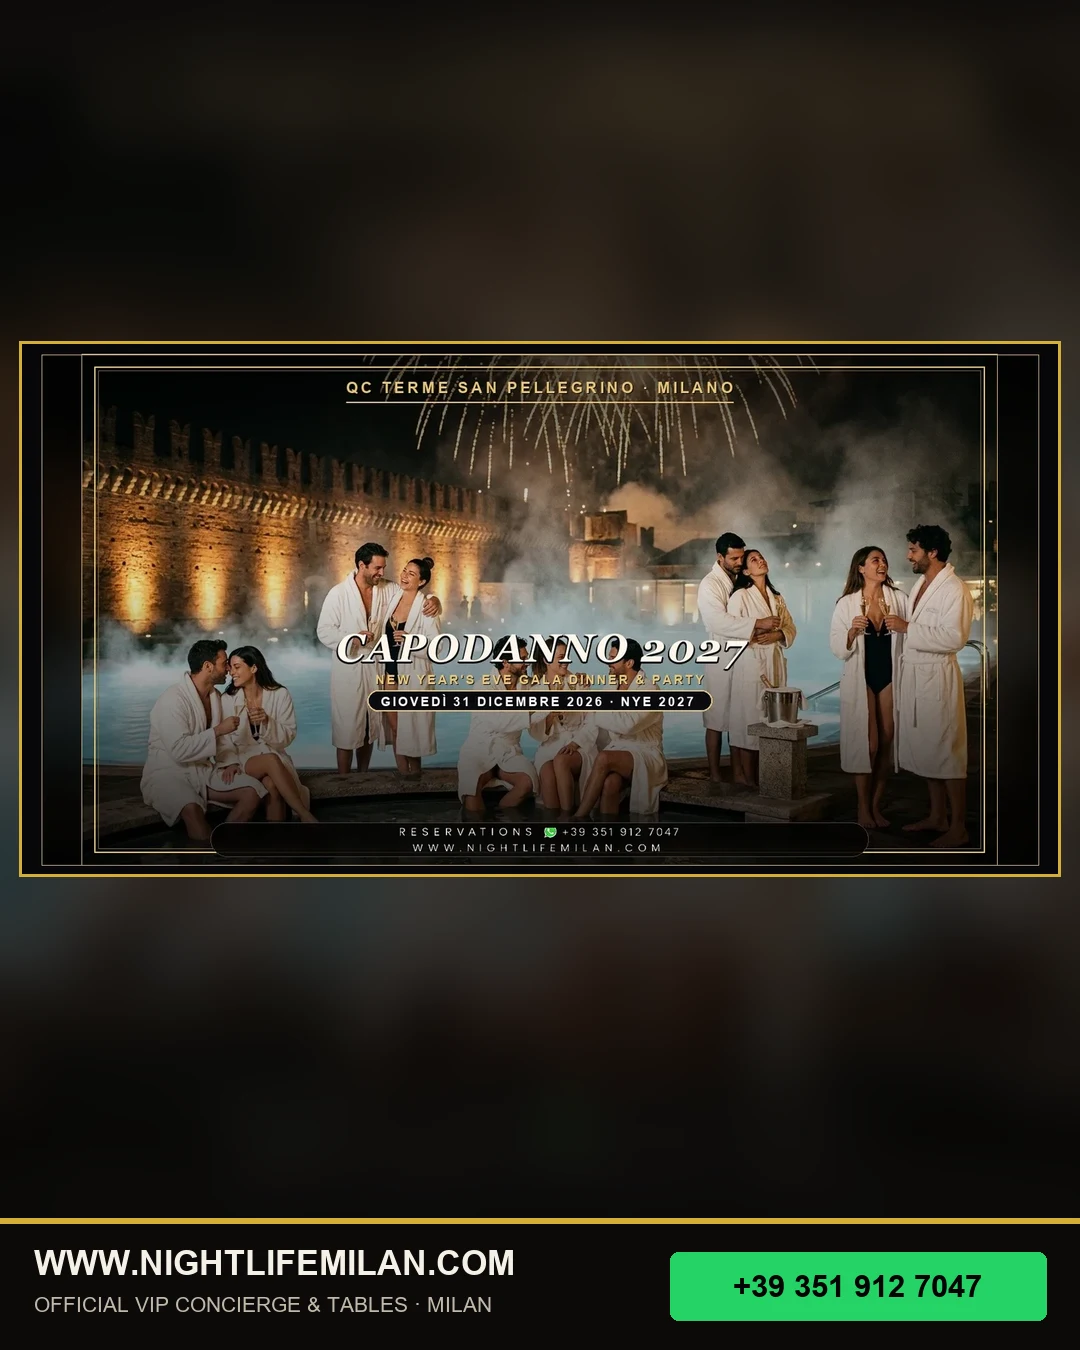 QC TERME SAN PELLEGRINO · MILANO
CAPODANNO 2027
NEW YEAR'S EVE GALA DINNER & PARTY
GIOVEDÌ 31 DICEMBRE 2026 · NYE 2027
RESERVATIONS +39 351 912 7047
WWW.NIGHTLIFEMILAN.COM
WWW.NIGHTLIFEMILAN.COM
OFFICIAL VIP CONCIERGE & TABLES · MILAN
+39 351 912 7047